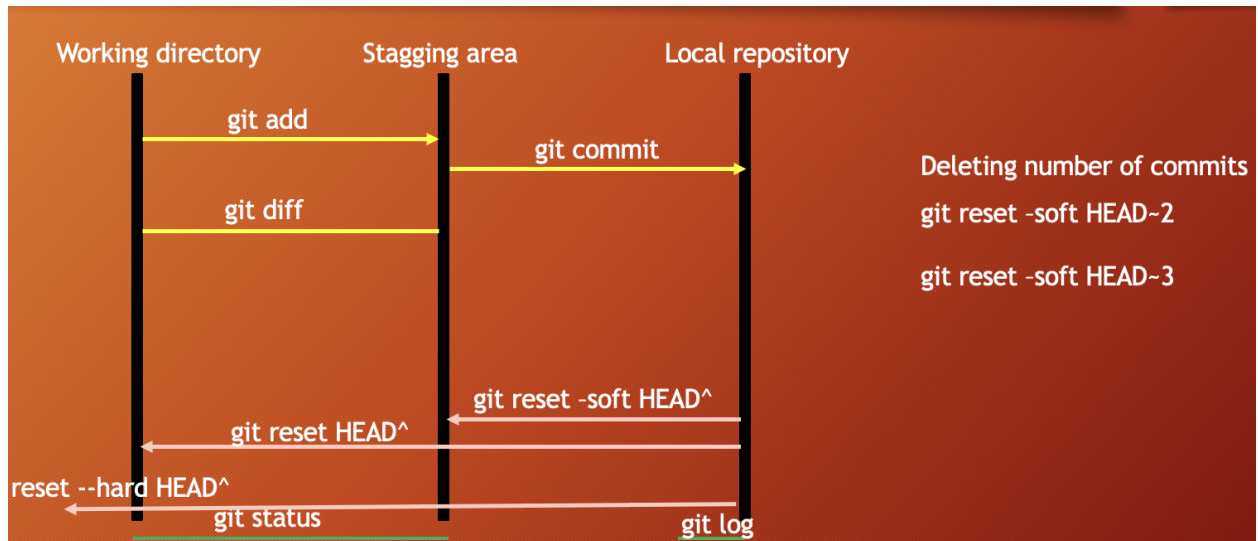 Working directory
Stagging area
Local repository
git add
git commit
Deleting number of commits
git diff
git reset –soft HEAD~2
git reset –soft HEAD~3
git reset –soft HEAD^
git reset HEAD^
reset --hard HEAD^
git status
git log